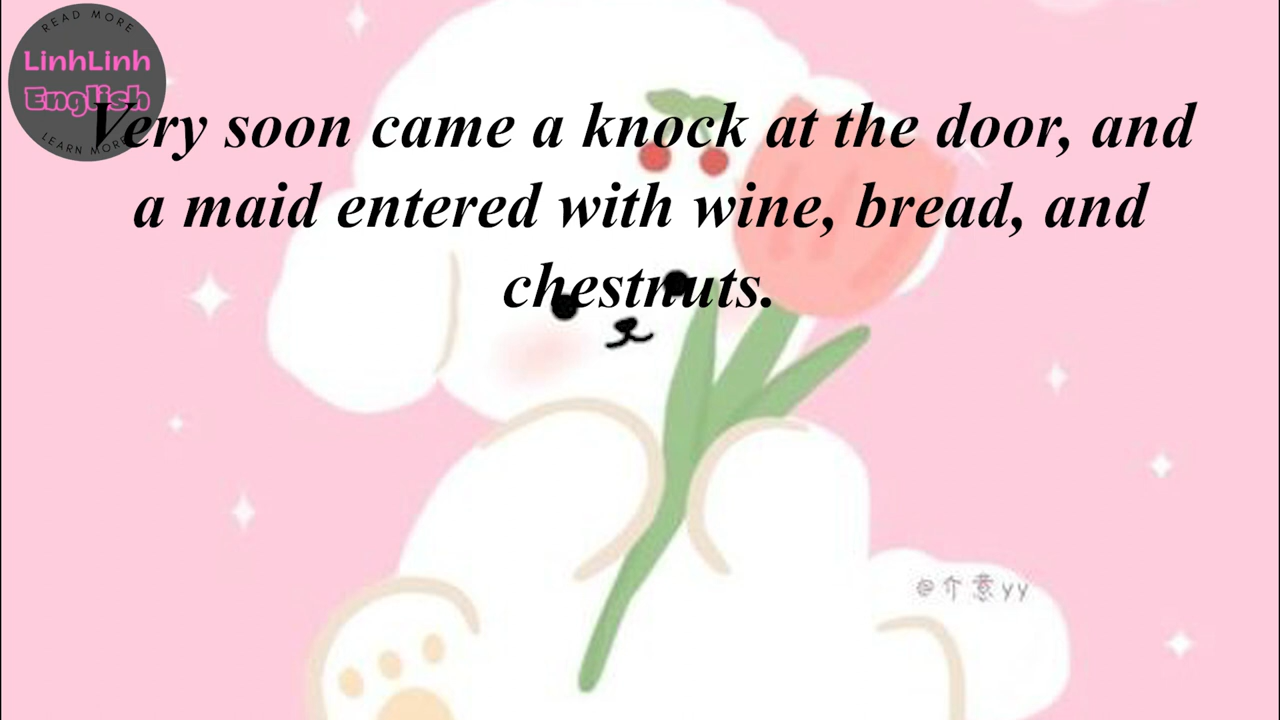 READ MORE
LinhLinh
English
LEARN MORE
Very soon came a knock at the door, and
a maid entered with wine, bread, and
chestnuts.
@介意yy